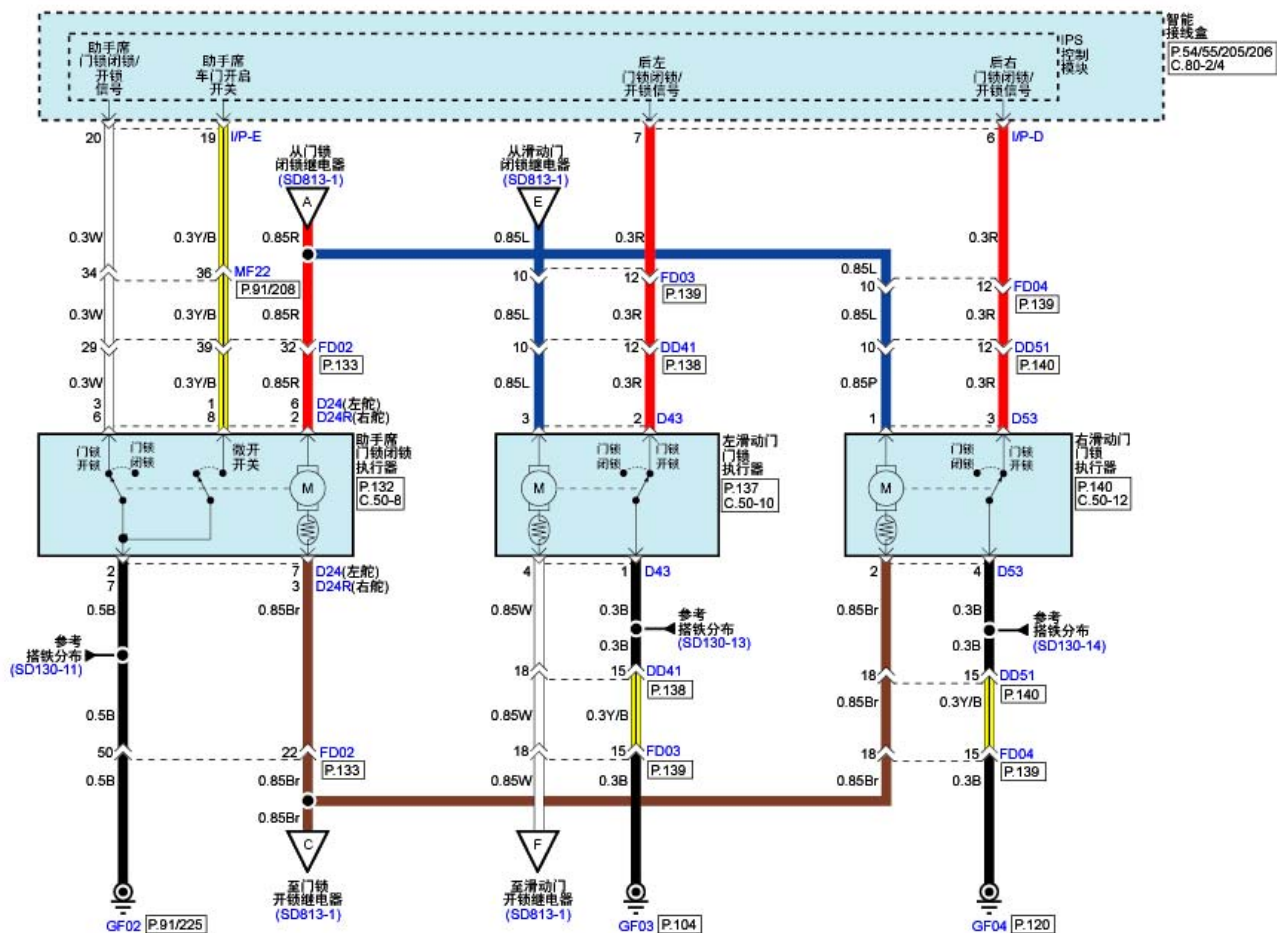 智能
接线盒
P.54/55/205/206
C.80-2/4
IPS
控制
模块
助手席
门锁闭锁/
开锁
信号
助手席
车门开启
开关
后左
门锁闭锁/
开锁信号
后右
门锁闭锁/
开锁信号
20
19
I/P-E
7
6
I/P-D
从门锁
闭锁继电器
(SD813-1)
A
从滑动门
闭锁继电器
(SD813-1)
E
0.3W
0.3Y/B
0.85R
0.85L
0.3R
0.3R
34
36
MF22
P.91/208
10
12
FD03
P.139
0.85L
10
12
FD04
P.139
0.3W
0.3Y/B
0.85R
0.85L
0.3R
0.85L
0.3R
29
39
32
FD02
P.133
10
12
DD41
P.138
10
12
DD51
P.140
0.3W
0.3Y/B
0.85R
0.85L
0.3R
0.85P
0.3R
3
1
6
D24(左舵)
6
8
2
D24R(右舵)
3
2
D43
1
3
D53
门锁
开锁
门锁
闭锁
微开
开关
M
助手席
门锁闭锁
执行器
P.132
C.50-8
M
门锁
闭锁
门锁
开锁
左滑动门
门锁
执行器
P.137
C.50-10
M
门锁
闭锁
门锁
开锁
右滑动门
门锁
执行器
P.140
C.50-12
2
7
D24(左舵)
7
3
D24R(右舵)
4
1
D43
2
4
D53
0.5B
0.85Br
0.85W
0.3B
0.85Br
0.3B
参考
搭铁分布
(SD130-11)
参考
搭铁分布
(SD130-13)
参考
搭铁分布
(SD130-14)
0.3B
0.3B
18
15
DD41
P.138
18
15
DD51
P.140
0.5B
0.85W
0.3Y/B
0.85Br
0.3Y/B
50
22
FD02
P.133
18
15
FD03
P.139
18
15
FD04
P.139
0.5B
0.85Br
0.85W
0.3B
0.85Br
0.3B
0.85Br
C
F
至门锁
开锁继电器
(SD813-1)
至滑动门
开锁继电器
(SD813-1)
GF02
P.91/225
GF03
P.104
GF04
P.120